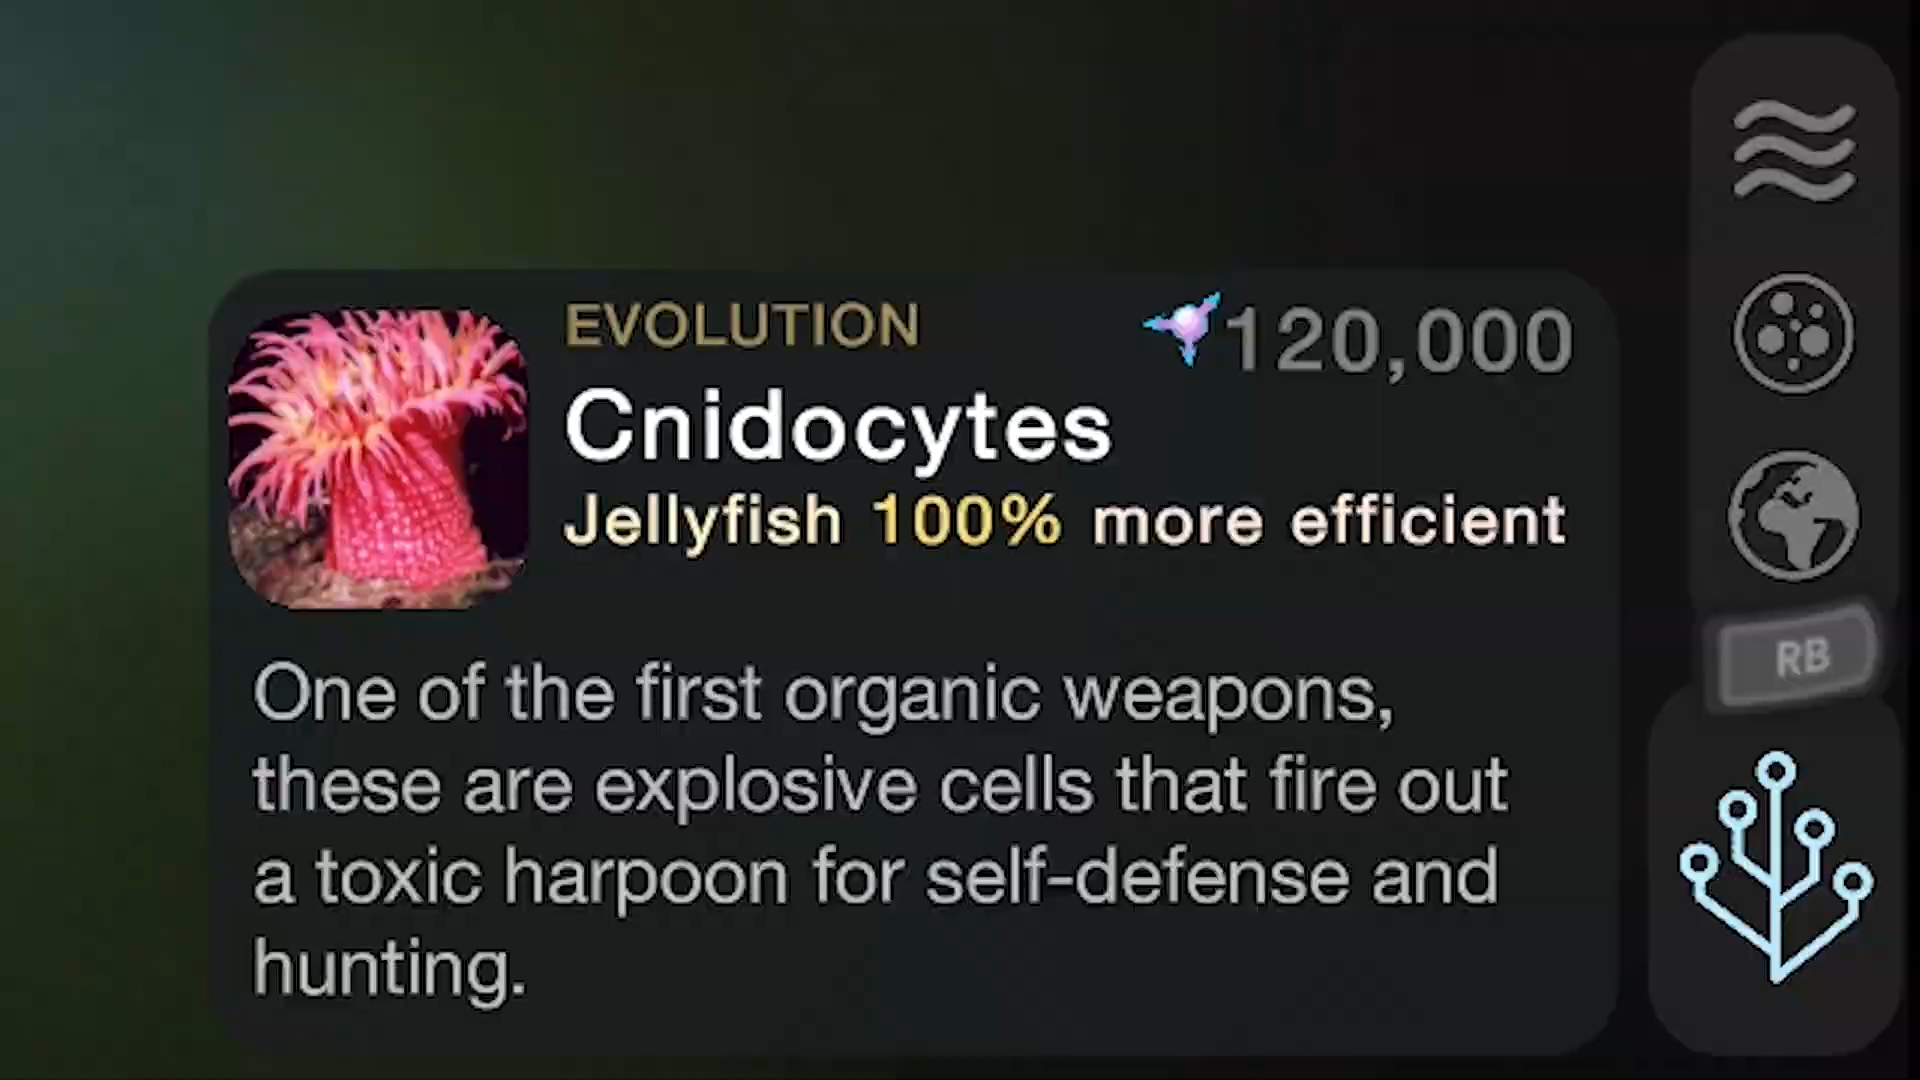 EVOLUTION
120,000
Cnidocytes
Jellyfish 100% more efficient
One of the first organic weapons,
these are explosive cells that fire out
a toxic harpoon for self-defense and
hunting.
RB